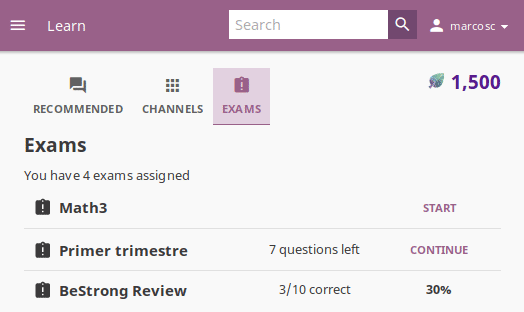 Learn
Search
marcosc
RECOMMENDED
CHANNELS
EXAMS
1,500
Exams
You have 4 exams assigned
Math3 START
Primer trimestre 7 questions left CONTINUE
BeStrong Review 3/10 correct 30%